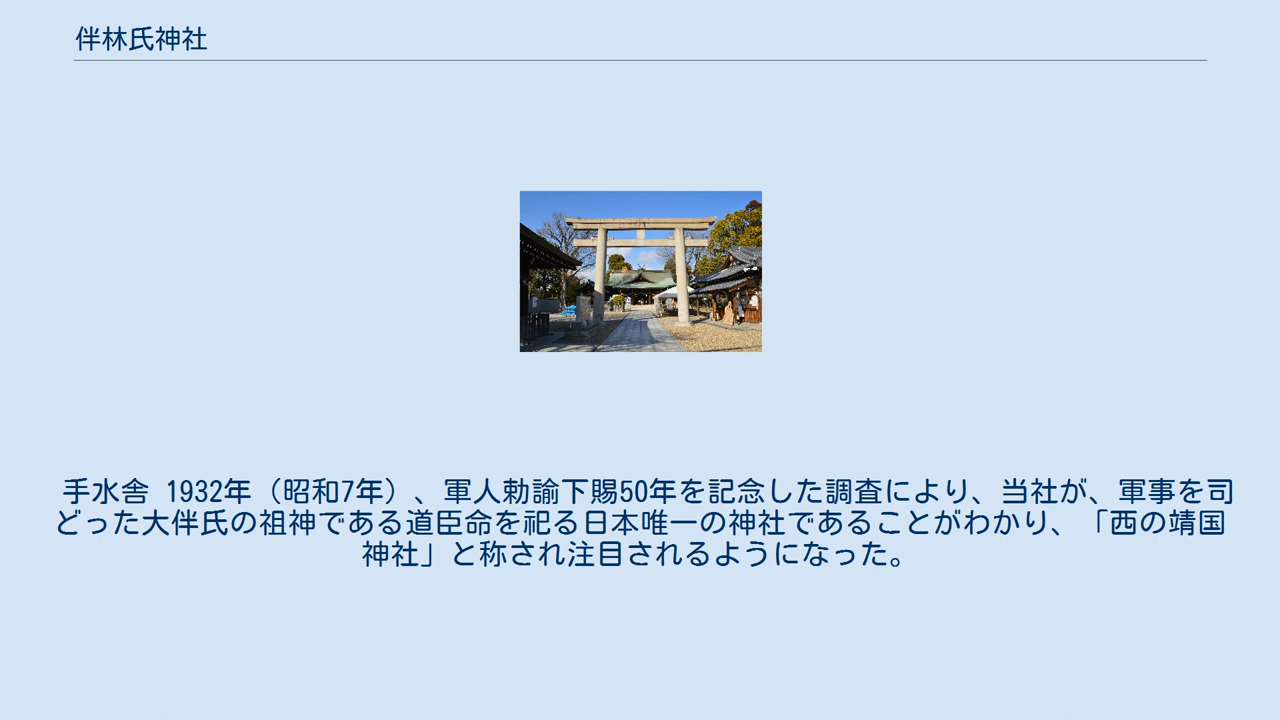 伴林氏神社
手水舎 1932年（昭和7年）、軍人勅諭下賜50年を記念した調査により、当社が、軍事を司
どった大伴氏の祖神である道臣命を祀る日本唯一の神社であることがわかり、「西の靖国
神社」と称され注目されるようになった。